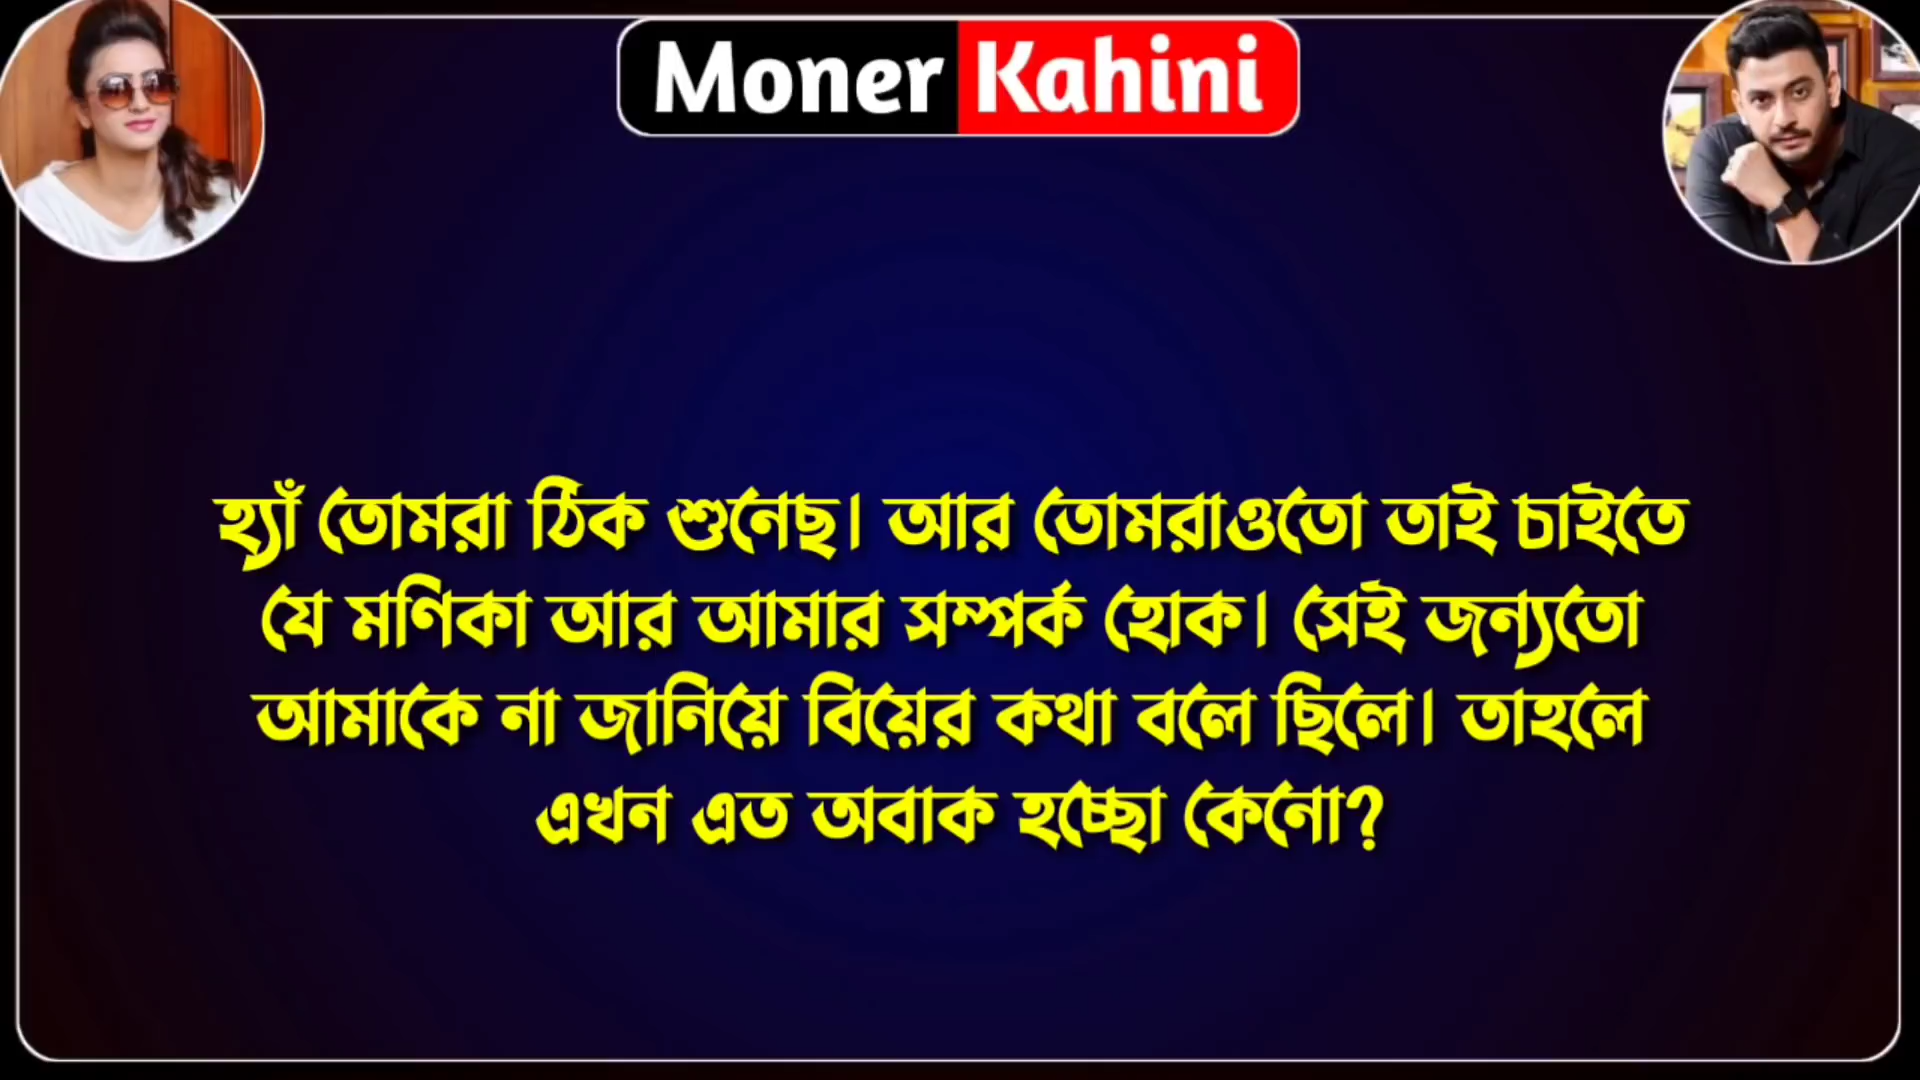 Moner Kahini
হ্যাঁ তোমরা ঠিক শুনেছ। আর তোমরাওতো তাই চাইতে
যে মণিকা আর আমার সম্পর্ক হোক। সেই জন্যতো
আমাকে না জানিয়ে বিয়ের কথা বলে ছিলে। তাহলে
এখন এত অবাক হচ্ছো কেনো?